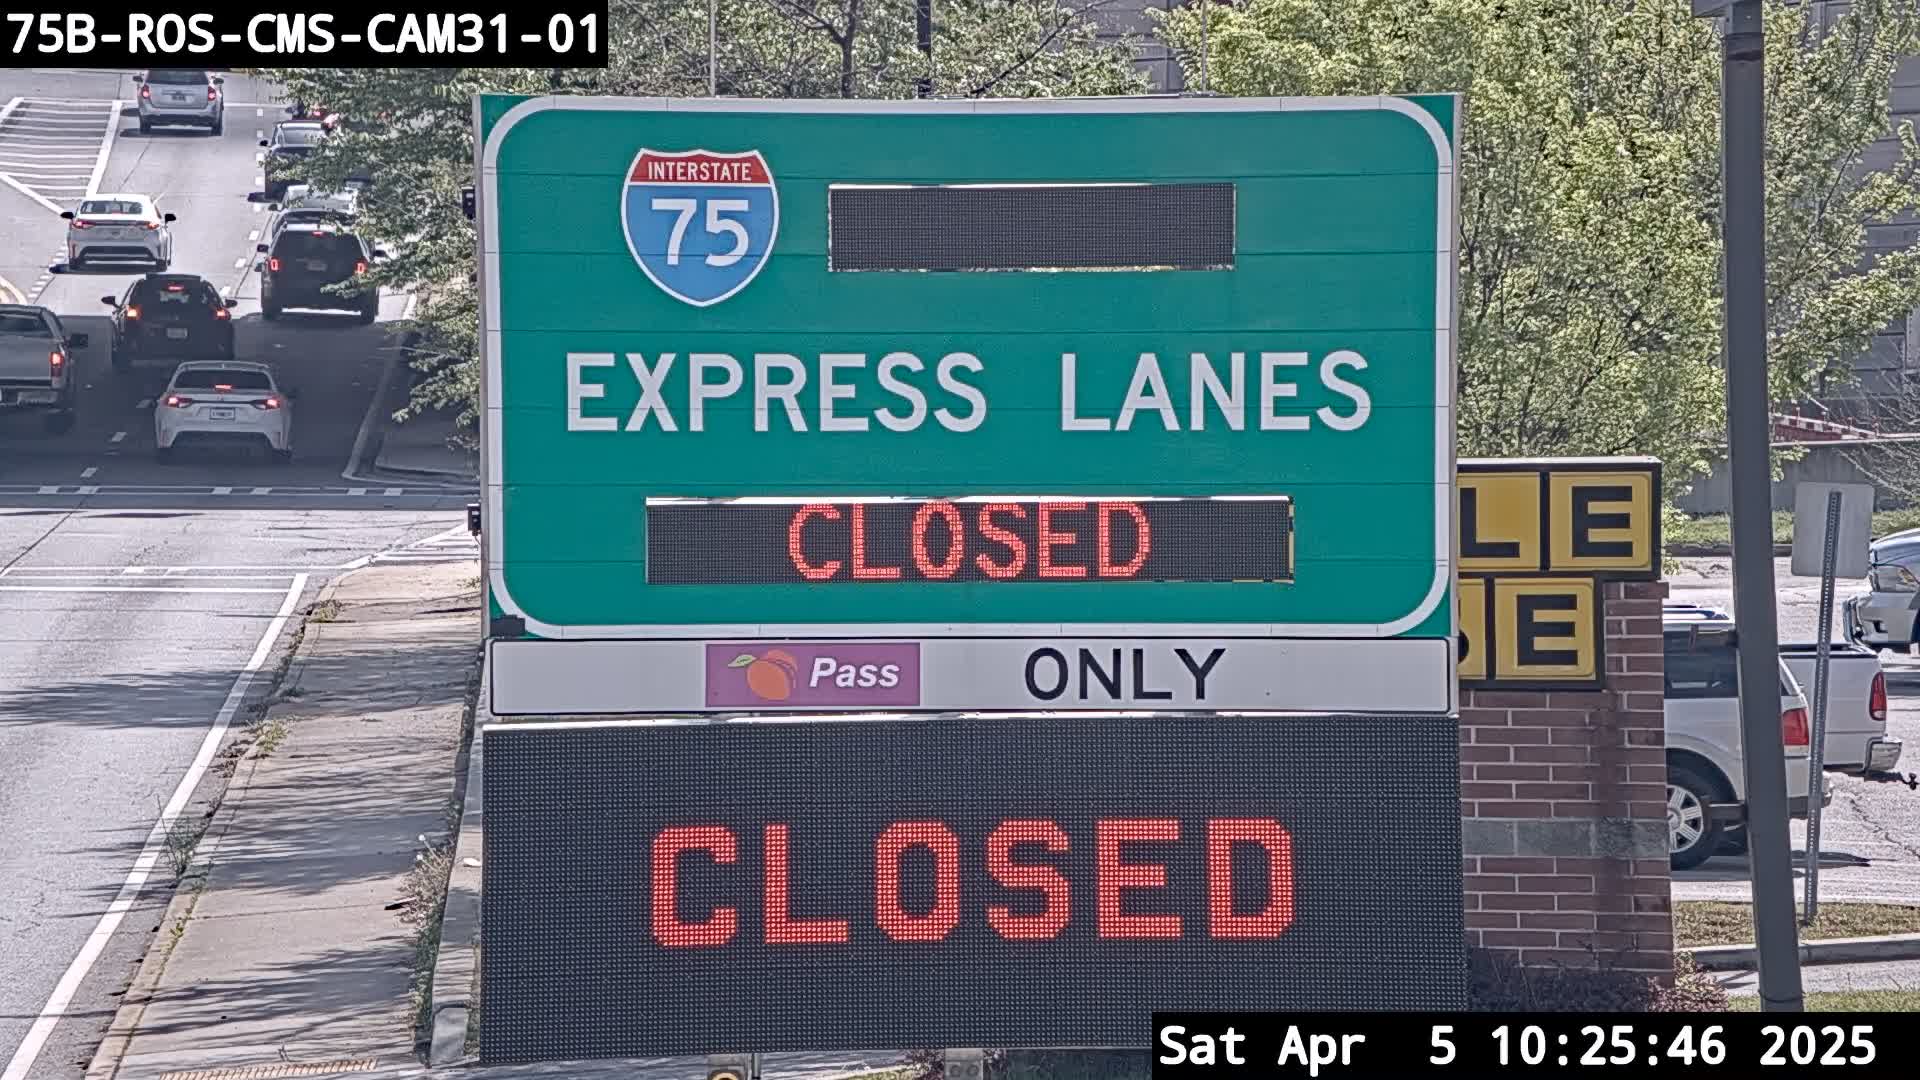 75B-ROS-CMS-CAM31-01
INTERSTATE
75
EXPRESS LANES
CLOSED
Pass ONLY
CLOSED
LE
E
Sat Apr 5 10:25:46 2025